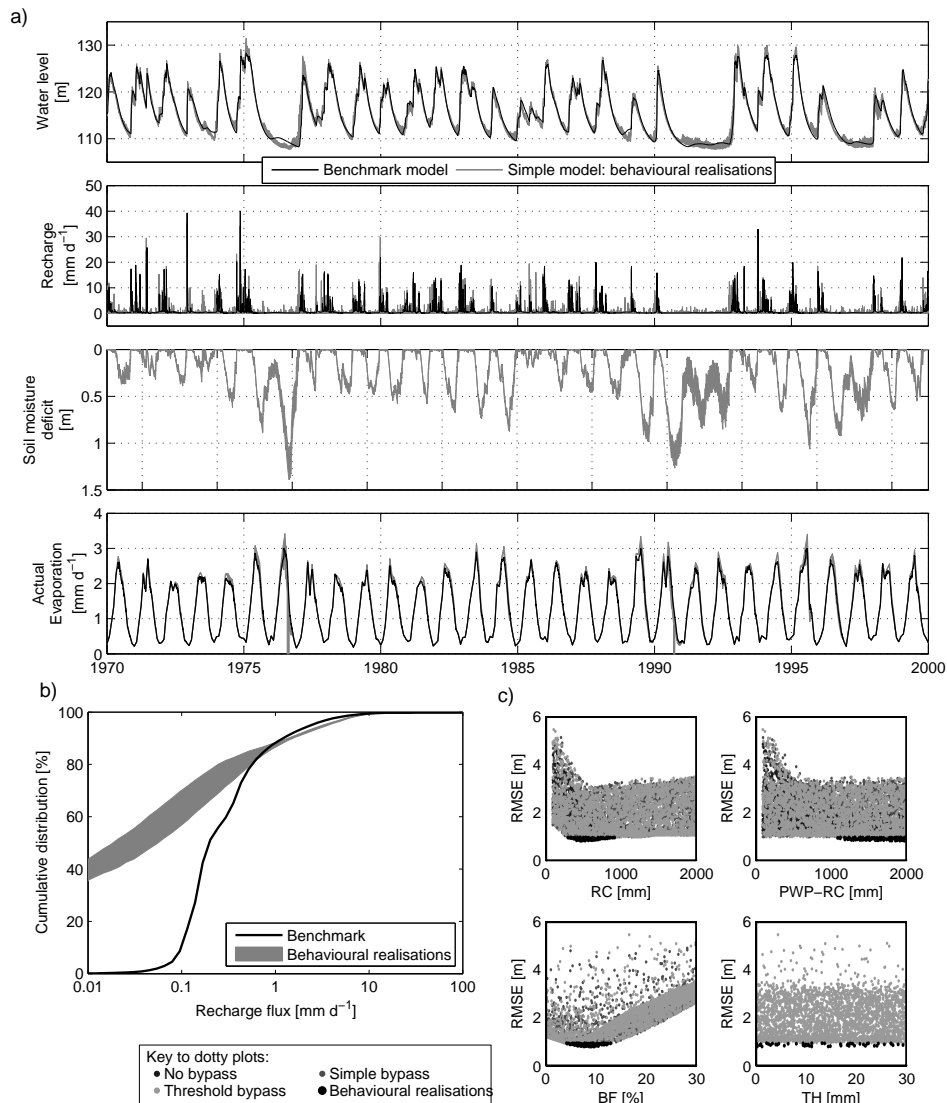 a)
130
120
110
Water level
[m]
Benchmark model
Simple model: behavioural realisations
50
40
30
20
10
0
Recharge
[mm d−1]
0
0.5
1
1.5
Soil moisture
deficit
[m]
4
3
2
1
0
Actual
Evaporation
[mm d−1]
1970
1975
1980
1985
1990
1995
2000
b)
100
80
60
40
20
0
Cumulative distribution [%]
0.01
0.1
1
10
100
Recharge flux [mm d−1]
Benchmark
Behavioural realisations
c)
6
4
2
0
RMSE [m]
0
1000
2000
RC [mm]
6
4
2
0
RMSE [m]
0
1000
2000
PWP−RC [mm]
6
4
2
0
RMSE [m]
0
10
20
30
BF [%]
6
4
2
0
RMSE [m]
0
10
20
30
TH [mm]
Key to dotty plots:
No bypass
Simple bypass
Threshold bypass
Behavioural realisations